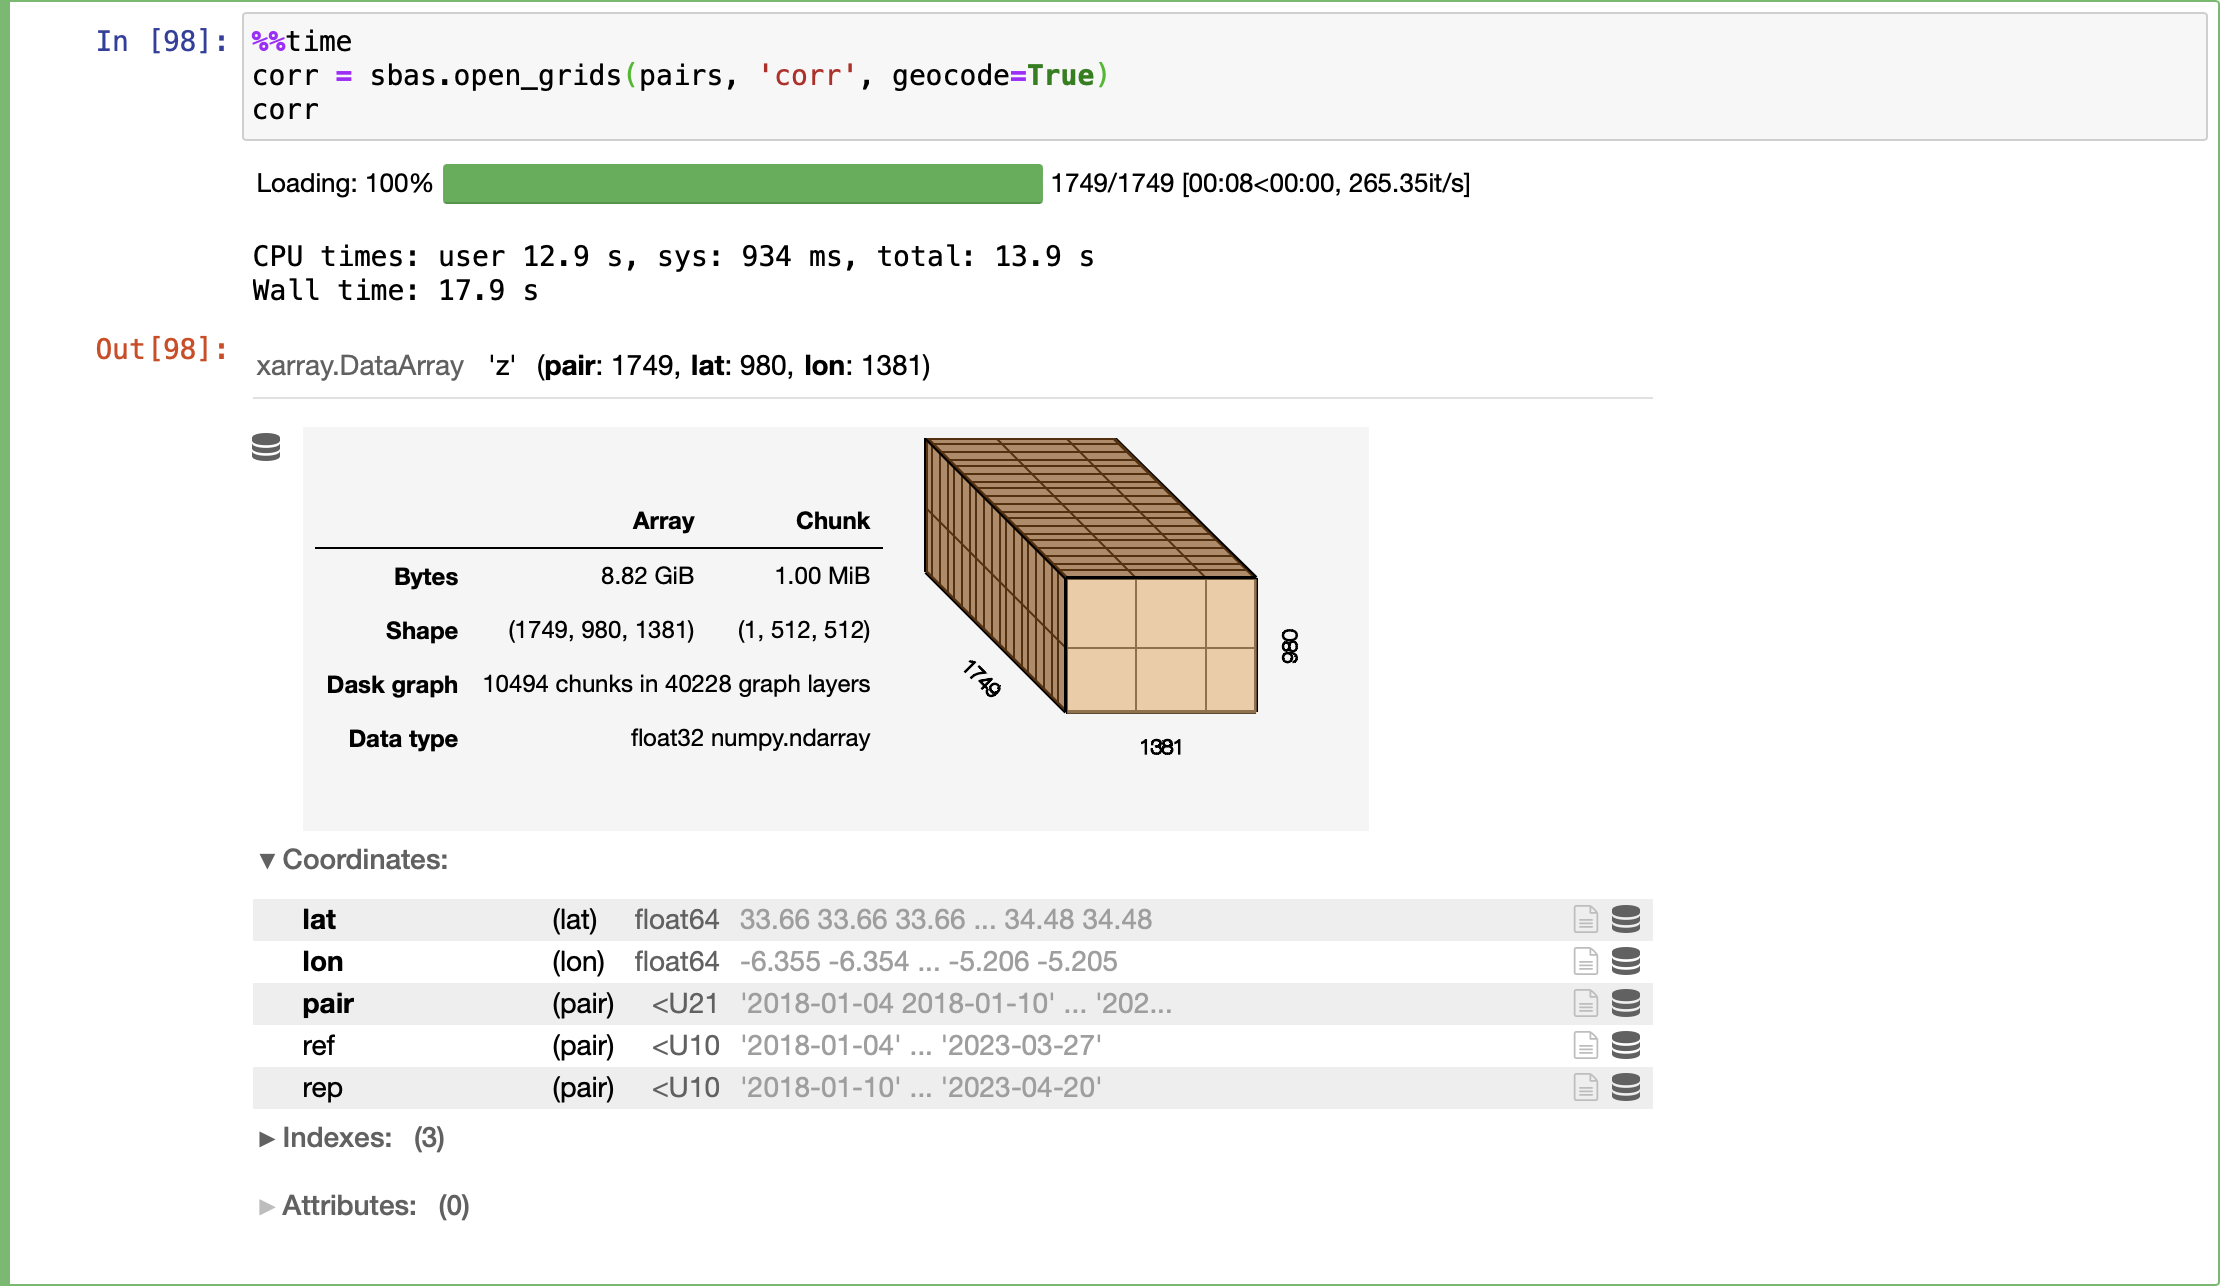 In [98]:
%%time
corr = sbas.open_grids(pairs, 'corr', geocode=True)
corr
Loading: 100% 1749/1749 [00:08<00:00, 265.35it/s]
CPU times: user 12.9 s, sys: 934 ms, total: 13.9 s
Wall time: 17.9 s
Out[98]:
xarray.DataArray 'z' (pair: 1749, lat: 980, lon: 1381)
Array Chunk
Bytes 8.82 GiB 1.00 MiB
Shape (1749, 980, 1381) (1, 512, 512)
Dask graph 10494 chunks in 40228 graph layers
Data type float32 numpy.ndarray
1749
980
1381
▼ Coordinates:
lat (lat) float64 33.66 33.66 33.66 ... 34.48 34.48
lon (lon) float64 -6.355 -6.354 ... -5.206 -5.205
pair (pair) <U21 '2018-01-04 2018-01-10' ... '202...
ref (pair) <U10 '2018-01-04' ... '2023-03-27'
rep (pair) <U10 '2018-01-10' ... '2023-04-20'
► Indexes: (3)
► Attributes: (0)